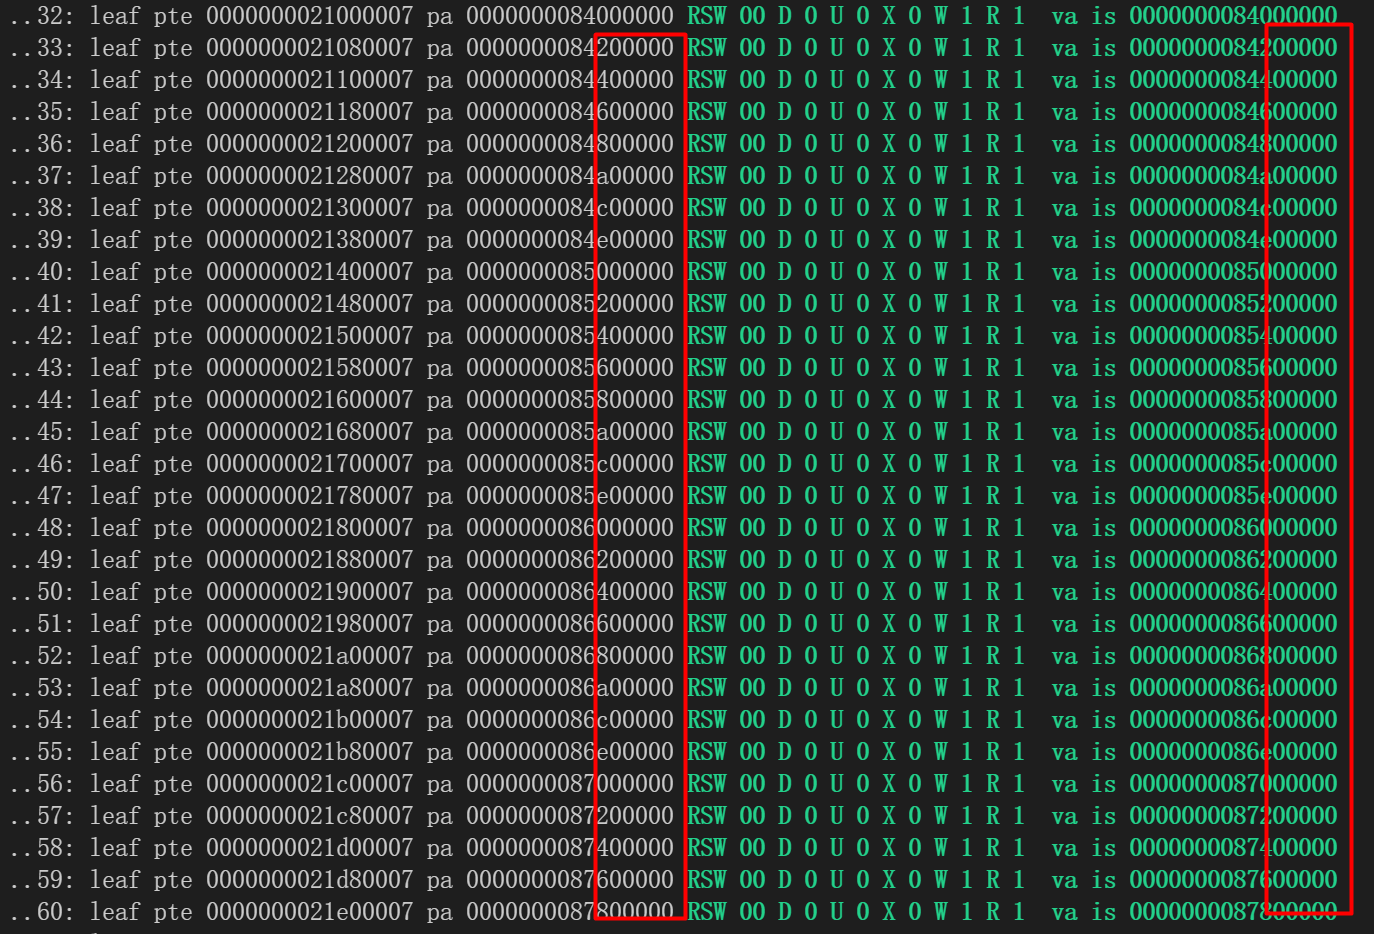 ..32: leaf pte 0000000021000007 pa 0000000084000000 RSW 00 D 0 U 0 X 0 W 1 R 1 va is 0000000084000000
..33: leaf pte 0000000021080007 pa 0000000084200000 RSW 00 D 0 U 0 X 0 W 1 R 1 va is 0000000084200000
..34: leaf pte 0000000021100007 pa 0000000084400000 RSW 00 D 0 U 0 X 0 W 1 R 1 va is 0000000084400000
..35: leaf pte 0000000021180007 pa 0000000084600000 RSW 00 D 0 U 0 X 0 W 1 R 1 va is 0000000084600000
..36: leaf pte 0000000021200007 pa 0000000084800000 RSW 00 D 0 U 0 X 0 W 1 R 1 va is 0000000084800000
..37: leaf pte 0000000021280007 pa 0000000084a00000 RSW 00 D 0 U 0 X 0 W 1 R 1 va is 0000000084a00000
..38: leaf pte 0000000021300007 pa 0000000084c00000 RSW 00 D 0 U 0 X 0 W 1 R 1 va is 0000000084c00000
..39: leaf pte 0000000021380007 pa 0000000084e00000 RSW 00 D 0 U 0 X 0 W 1 R 1 va is 0000000084e00000
..40: leaf pte 0000000021400007 pa 0000000085000000 RSW 00 D 0 U 0 X 0 W 1 R 1 va is 0000000085000000
..41: leaf pte 0000000021480007 pa 0000000085200000 RSW 00 D 0 U 0 X 0 W 1 R 1 va is 0000000085200000
..42: leaf pte 0000000021500007 pa 0000000085400000 RSW 00 D 0 U 0 X 0 W 1 R 1 va is 0000000085400000
..43: leaf pte 0000000021580007 pa 0000000085600000 RSW 00 D 0 U 0 X 0 W 1 R 1 va is 0000000085600000
..44: leaf pte 0000000021600007 pa 0000000085800000 RSW 00 D 0 U 0 X 0 W 1 R 1 va is 0000000085800000
..45: leaf pte 0000000021680007 pa 0000000085a00000 RSW 00 D 0 U 0 X 0 W 1 R 1 va is 0000000085a00000
..46: leaf pte 0000000021700007 pa 0000000085c00000 RSW 00 D 0 U 0 X 0 W 1 R 1 va is 0000000085c00000
..47: leaf pte 0000000021780007 pa 0000000085e00000 RSW 00 D 0 U 0 X 0 W 1 R 1 va is 0000000085e00000
..48: leaf pte 0000000021800007 pa 0000000086000000 RSW 00 D 0 U 0 X 0 W 1 R 1 va is 0000000086000000
..49: leaf pte 0000000021880007 pa 0000000086200000 RSW 00 D 0 U 0 X 0 W 1 R 1 va is 0000000086200000
..50: leaf pte 0000000021900007 pa 0000000086400000 RSW 00 D 0 U 0 X 0 W 1 R 1 va is 0000000086400000
..51: leaf pte 0000000021980007 pa 0000000086600000 RSW 00 D 0 U 0 X 0 W 1 R 1 va is 0000000086600000
..52: leaf pte 0000000021a00007 pa 0000000086800000 RSW 00 D 0 U 0 X 0 W 1 R 1 va is 0000000086800000
..53: leaf pte 0000000021a80007 pa 0000000086a00000 RSW 00 D 0 U 0 X 0 W 1 R 1 va is 0000000086a00000
..54: leaf pte 0000000021b00007 pa 0000000086c00000 RSW 00 D 0 U 0 X 0 W 1 R 1 va is 0000000086c00000
..55: leaf pte 0000000021b80007 pa 0000000086e00000 RSW 00 D 0 U 0 X 0 W 1 R 1 va is 0000000086e00000
..56: leaf pte 0000000021c00007 pa 0000000087000000 RSW 00 D 0 U 0 X 0 W 1 R 1 va is 0000000087000000
..57: leaf pte 0000000021c80007 pa 0000000087200000 RSW 00 D 0 U 0 X 0 W 1 R 1 va is 0000000087200000
..58: leaf pte 0000000021d00007 pa 0000000087400000 RSW 00 D 0 U 0 X 0 W 1 R 1 va is 0000000087400000
..59: leaf pte 0000000021d80007 pa 0000000087600000 RSW 00 D 0 U 0 X 0 W 1 R 1 va is 0000000087600000
..60: leaf pte 0000000021e00007 pa 0000000087800000 RSW 00 D 0 U 0 X 0 W 1 R 1 va is 0000000087800000